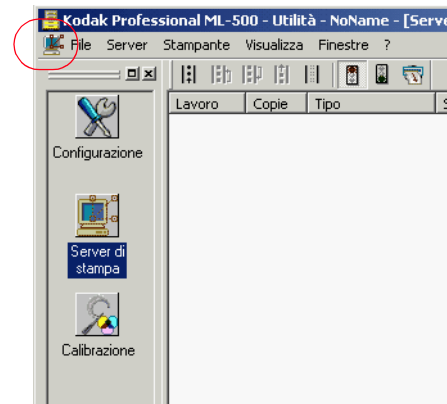 Kodak Professional ML-500 - Utilità - NoName - [Serve
File Server Stampante Visualizza Finestre ?
Lavoro Copie Tipo S
Configurazione
Server di
stampa
Calibrazione